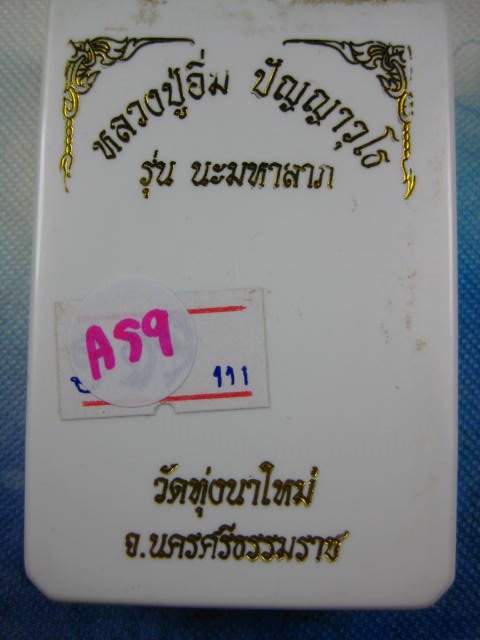 หลวงปู่อิ่ม ปัญญาวุโธ
รุ่น นะมหาลาภ
A59
111
วัดทุ่งนาใหม่
จ.นครศรีธรรมราช